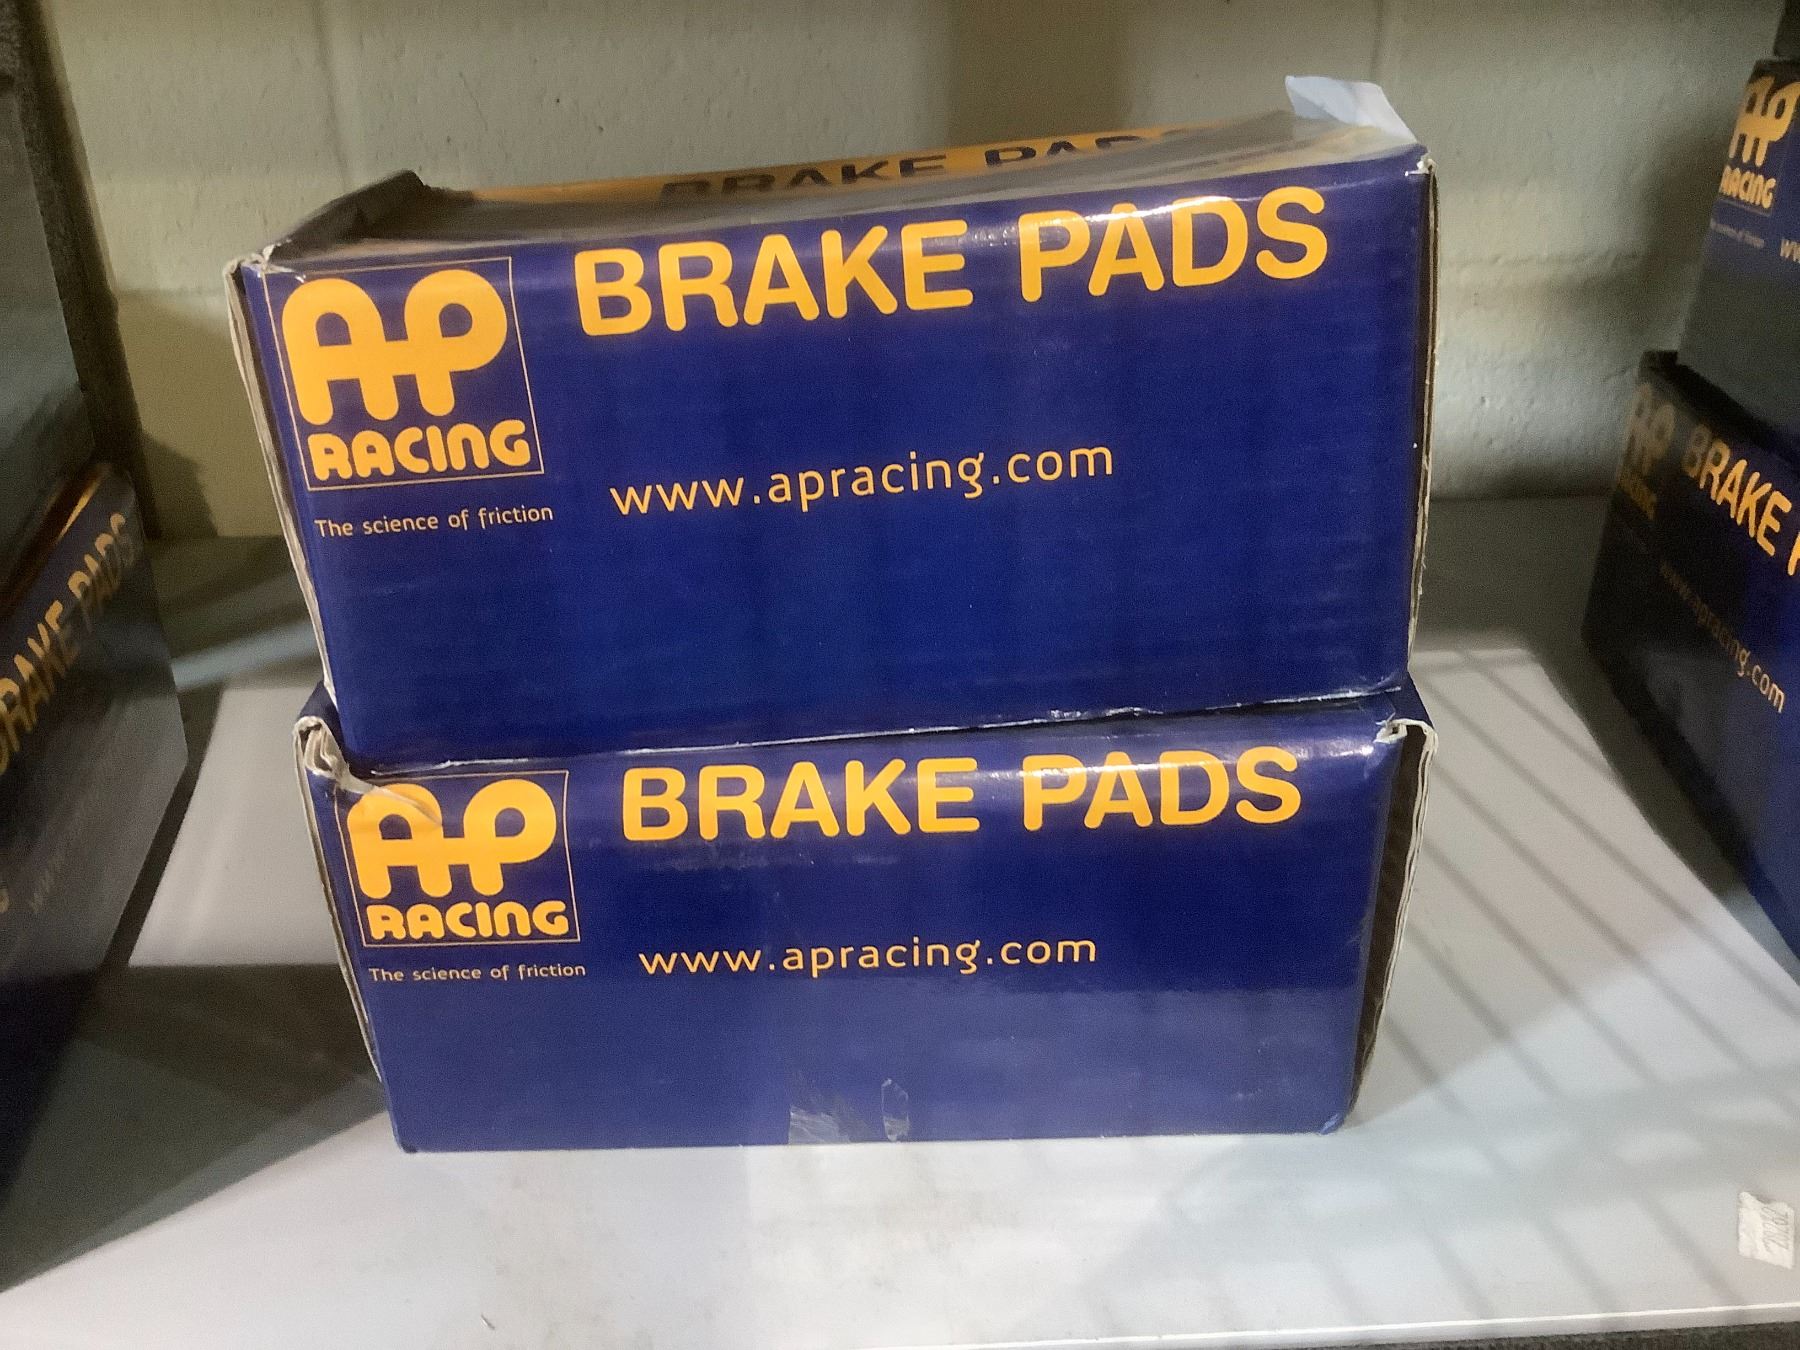 BRAKE PADS
BRAKE PADS
AP
RACING
The science of friction
www.apracing.com
BRAKE PADS
AP
RACING
The science of friction
www.apracing.com
BRAKE PADS
AP
RACING
BRAKE
www.apracing.com